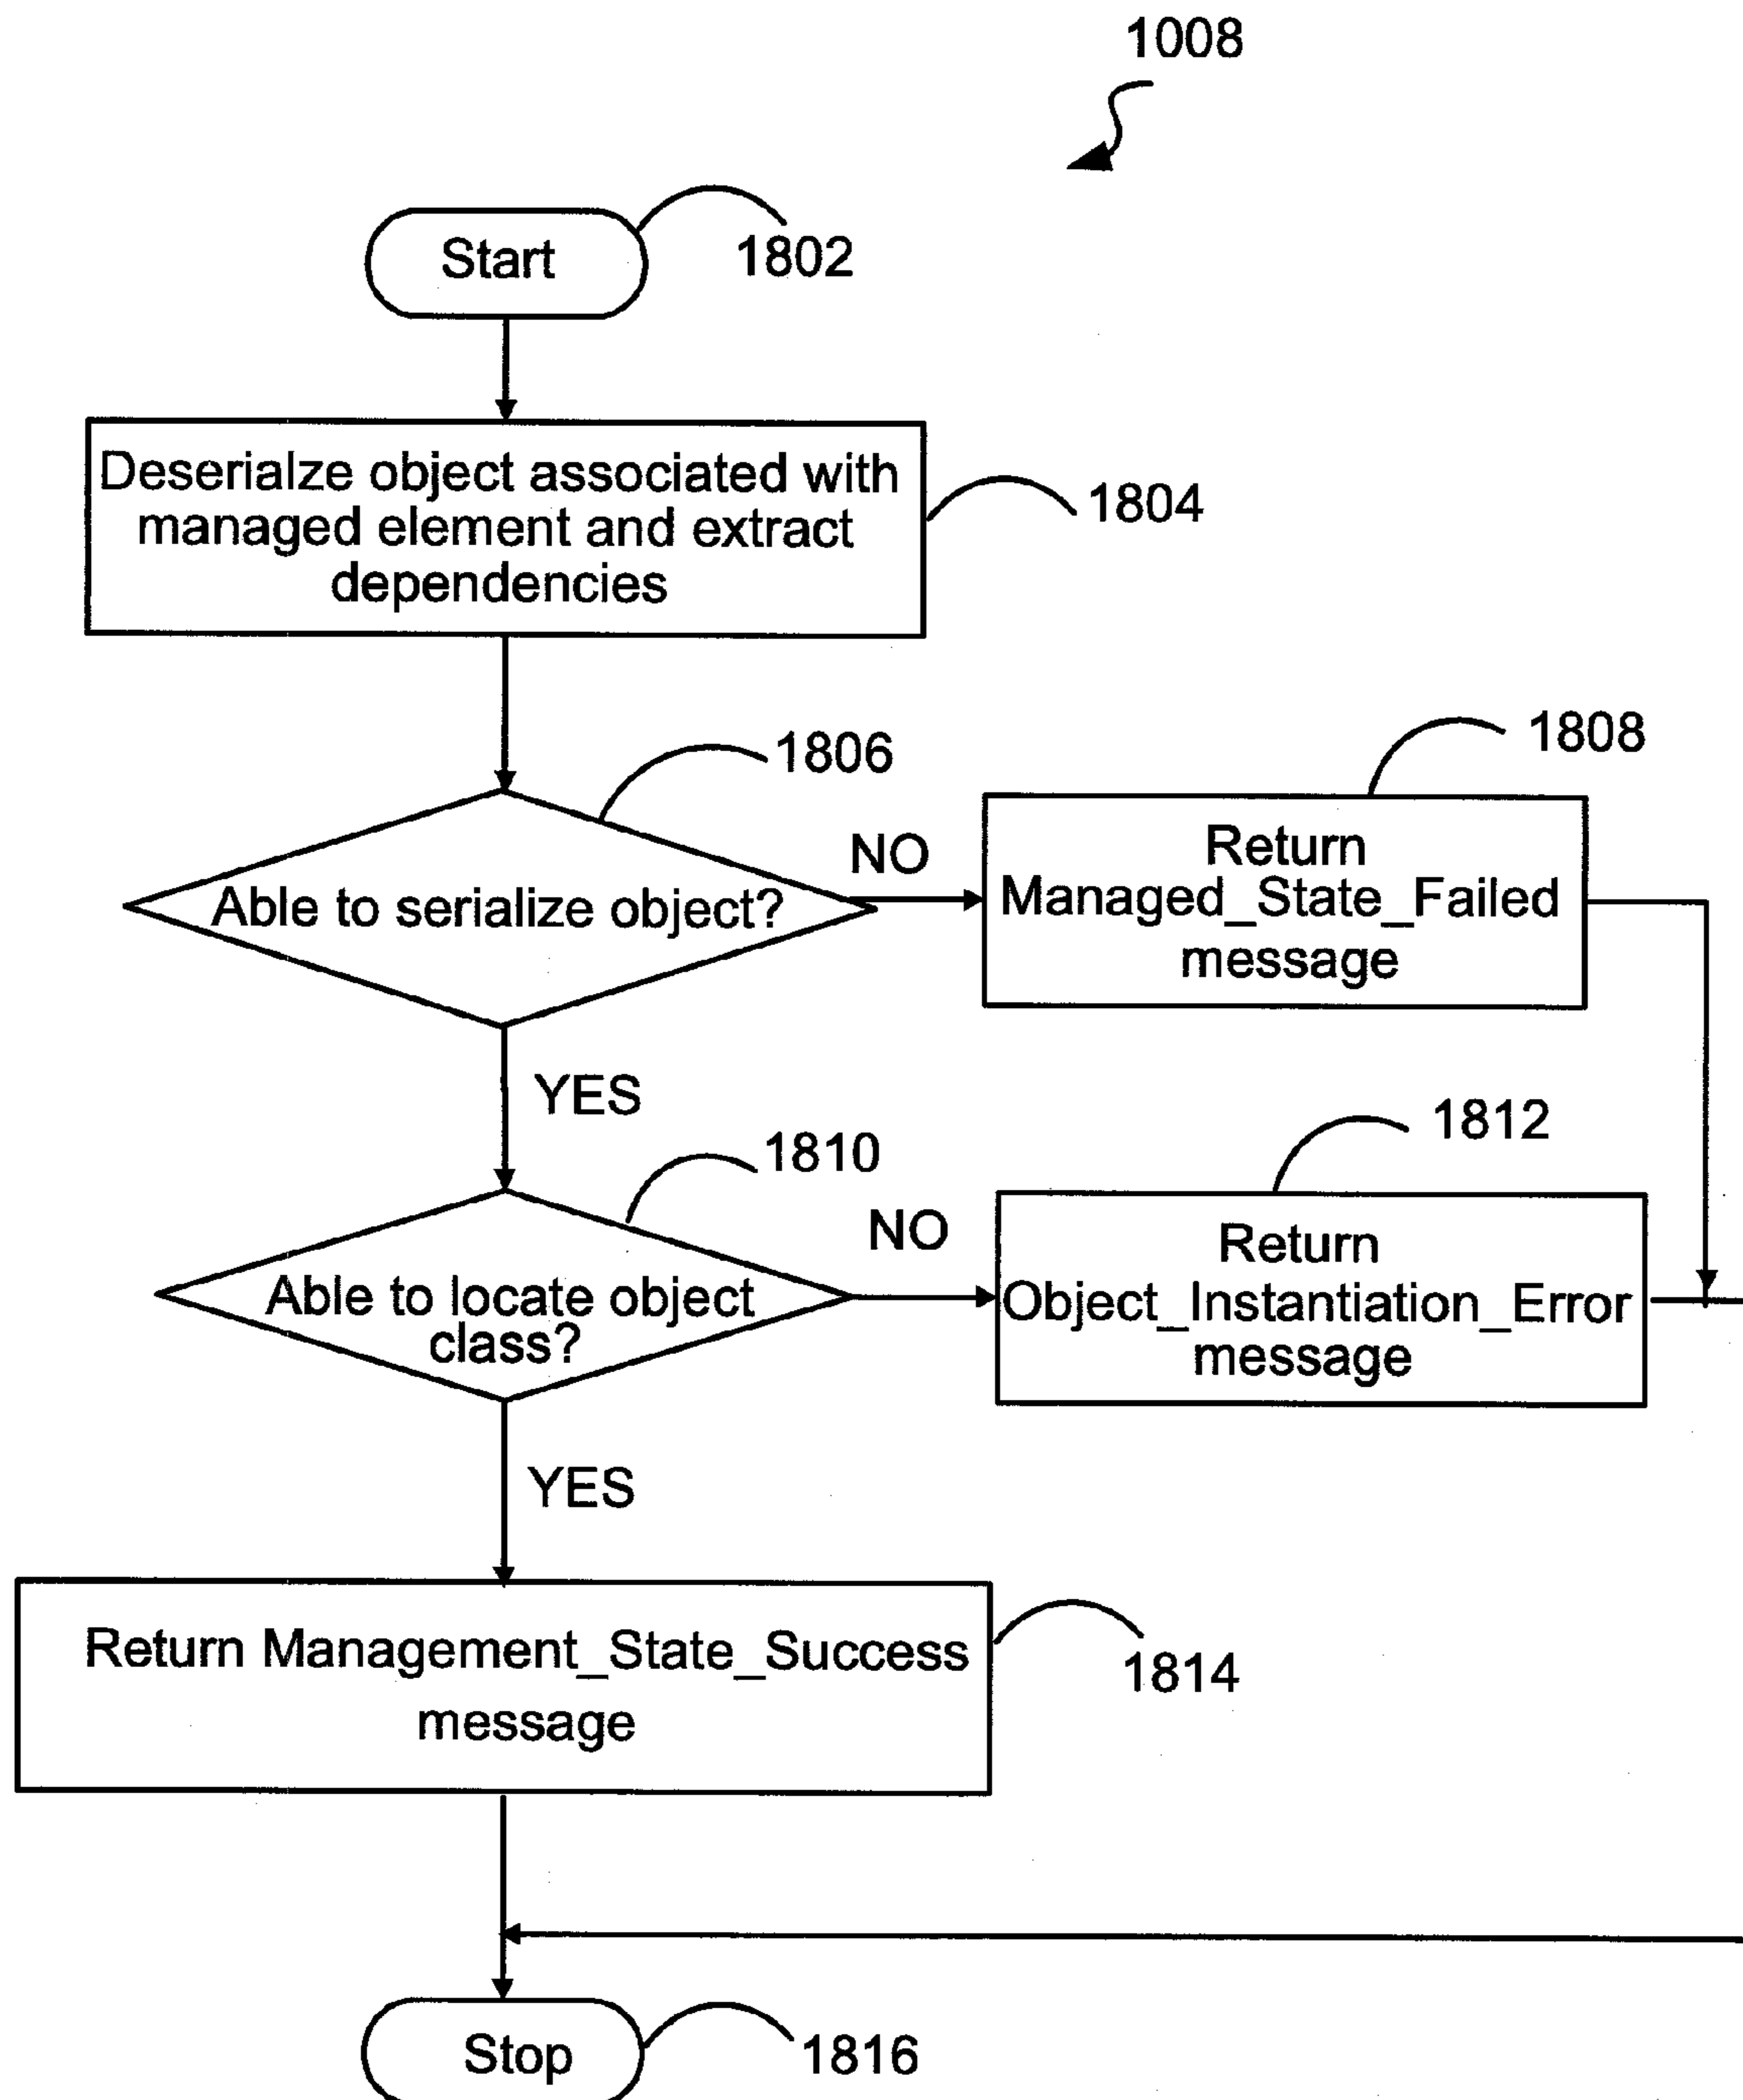 1008
Start
1802
Deserialze object associated with
managed element and extract
dependencies
1804
1806
1808
Able to serialize object?
NO
Return
Managed_State_Failed
message
YES
1810
1812
Able to locate object
class?
NO
Return
Object_Instantiation_Error
message
YES
Return Management_State_Success
message
1814
Stop
1816